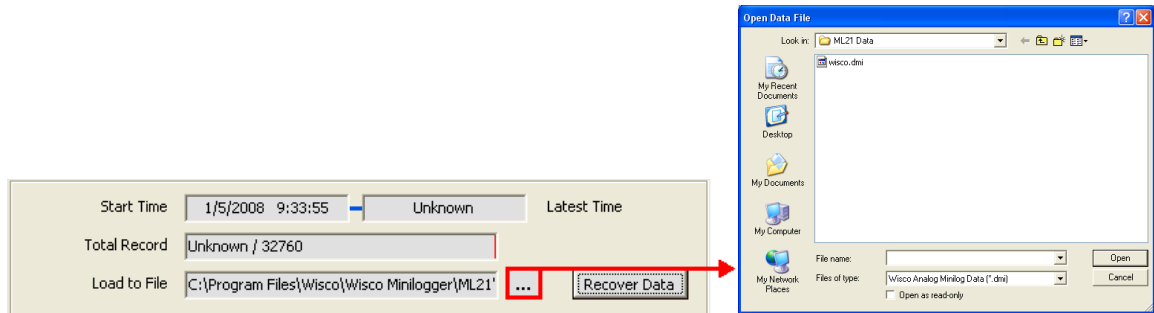 Start Time 1/5/2008 9:33:55 Unknown Latest Time
Total Record Unknown / 32760
Load to File C:\Program Files\Wisco\Wisco Minilogger\ML21' ... Recover Data
Open Data File
Look in: ML21 Data
wisco.dmi
My Recent
Documents
Desktop
My Documents
My Computer
My Network
Places
File name: Open
Files of type: Wisco Analog Minilog Data (*.dmi) Cancel
Open as read-only